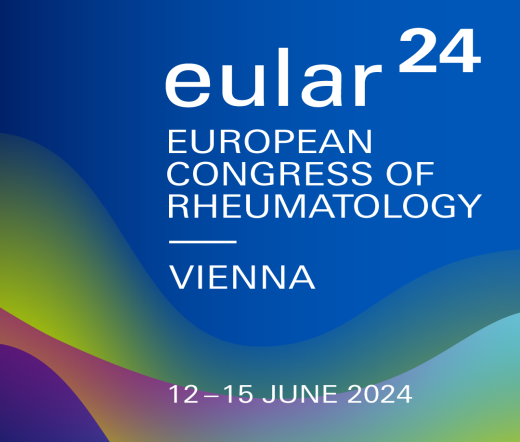 eular 24
EUROPEAN
CONGRESS OF
RHEUMATOLOGY
VIENNA
12–15 JUNE 2024